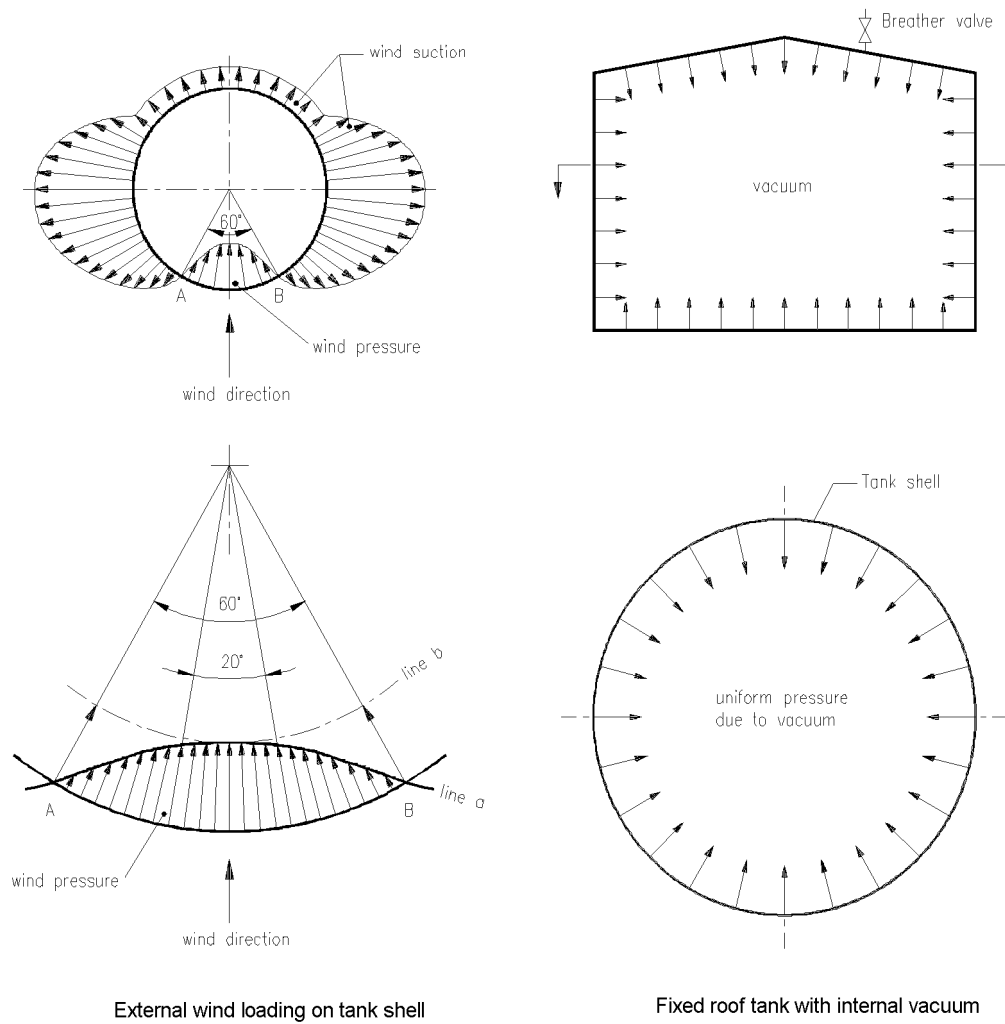 wind suction
60°
A
B
wind pressure
wind direction
Breather valve
vacuum
60°
20°
line b
A
B
line a
wind pressure
wind direction
Tank shell
uniform pressure
due to vacuum
External wind loading on tank shell
Fixed roof tank with internal vacuum